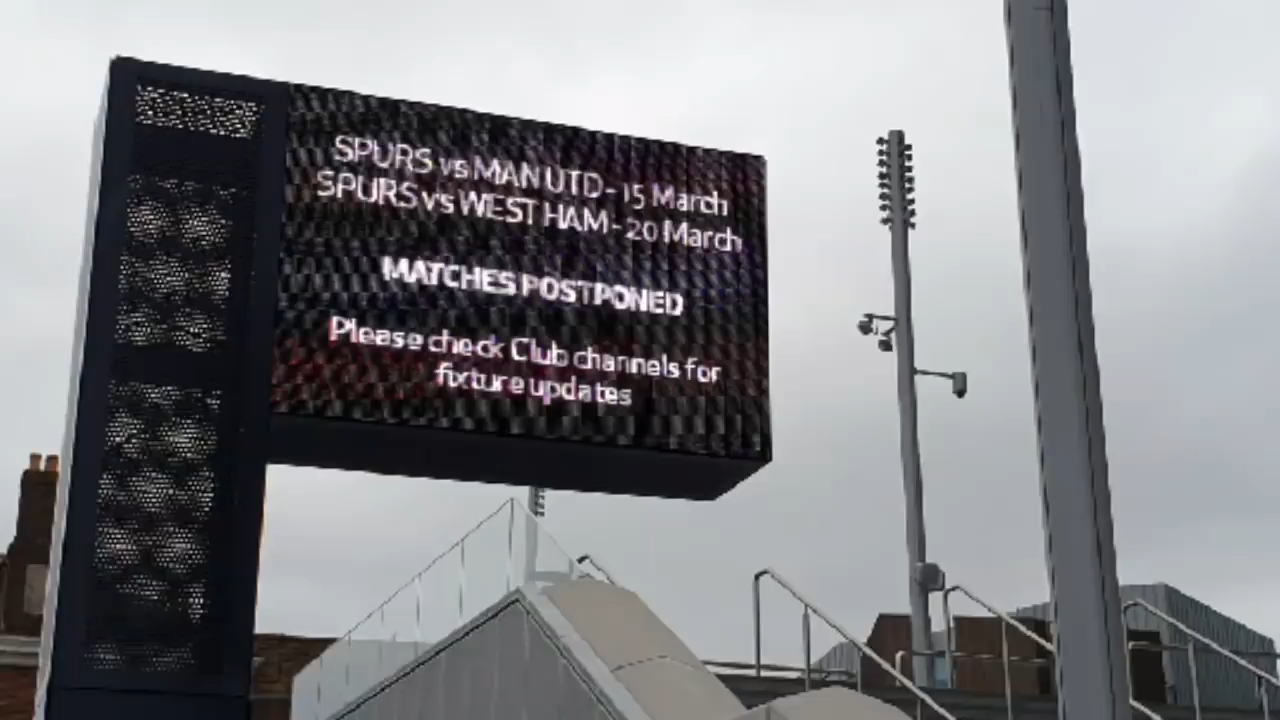 SPURS vs MAN UTD - 15 March
SPURS vs WEST HAM - 20 March
MATCHES POSTPONED
Please check Club channels for
fixture updates